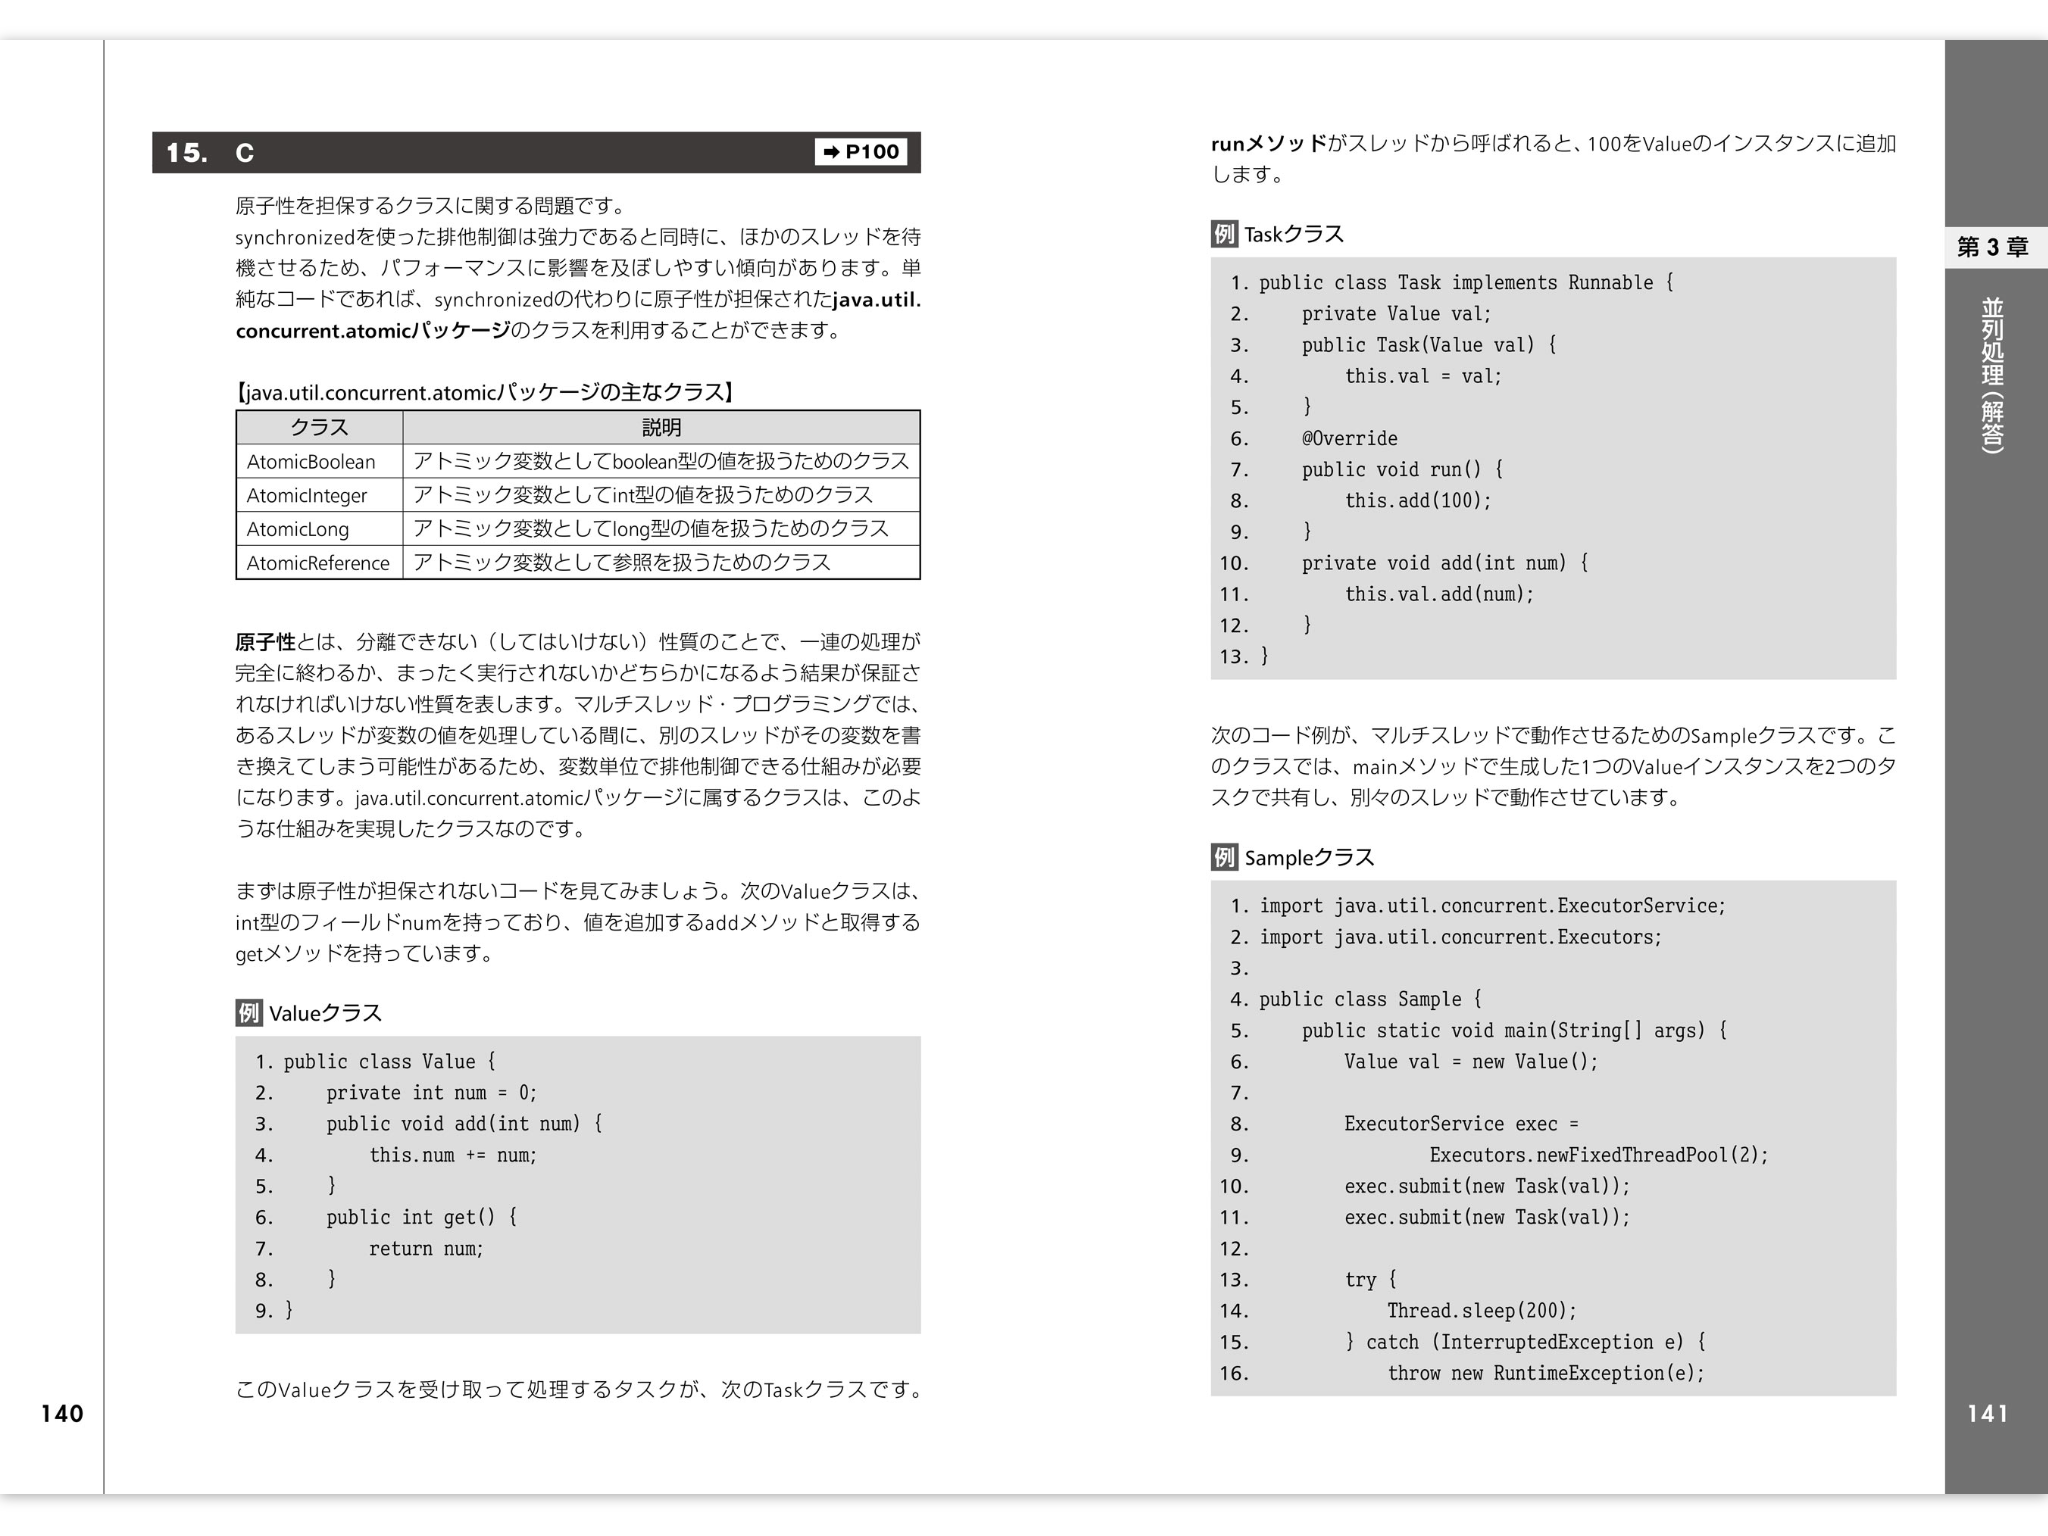 15. C ➡P100
原子性を担保するクラスに関する問題です。
synchronizedを使った排他制御は強力であると同時に、ほかのスレッドを待
機させるため、パフォーマンスに影響を及ぼしやすい傾向があります。単
純なコードであれば、synchronizedの代わりに原子性が担保されたjava.util.
concurrent.atomicパッケージのクラスを利用することができます。
【java.util.concurrent.atomicパッケージの主なクラス】
クラス 説明
AtomicBoolean アトミック変数としてboolean型の値を扱うためのクラス
AtomicInteger アトミック変数としてint型の値を扱うためのクラス
AtomicLong アトミック変数としてlong型の値を扱うためのクラス
AtomicReference アトミック変数として参照を扱うためのクラス
原子性とは、分離できない（してはいけない）性質のことで、一連の処理が
完全に終わるか、まったく実行されないかどちらかになるよう結果が保証さ
れなければいけない性質を表します。マルチスレッド・プログラミングでは、
あるスレッドが変数の値を処理している間に、別のスレッドがその変数を書
き換えてしまう可能性があるため、変数単位で排他制御できる仕組みが必要
になります。java.util.concurrent.atomicパッケージに属するクラスは、このよ
うな仕組みを実現したクラスなのです。
まずは原子性が担保されないコードを見てみましょう。次のValueクラスは、
int型のフィールドnumを持っており、値を追加するaddメソッドと取得する
getメソッドを持っています。
例 Valueクラス
1. public class Value {
2.     private int num = 0;
3.     public void add(int num) {
4.         this.num += num;
5.     }
6.     public int get() {
7.         return num;
8.     }
9. }
このValueクラスを受け取って処理するタスクが、次のTaskクラスです。
140
runメソッドがスレッドから呼ばれると、100をValueのインスタンスに追加
します。
例 Taskクラス
1. public class Task implements Runnable {
2.     private Value val;
3.     public Task(Value val) {
4.         this.val = val;
5.     }
6.     @Override
7.     public void run() {
8.         this.add(100);
9.     }
10.     private void add(int num) {
11.         this.val.add(num);
12.     }
13. }
次のコード例が、マルチスレッドで動作させるためのSampleクラスです。こ
のクラスでは、mainメソッドで生成した1つのValueインスタンスを2つのタ
スクで共有し、別々のスレッドで動作させています。
例 Sampleクラス
1. import java.util.concurrent.ExecutorService;
2. import java.util.concurrent.Executors;
3.
4. public class Sample {
5.     public static void main(String[] args) {
6.         Value val = new Value();
7.
8.         ExecutorService exec =
9.                 Executors.newFixedThreadPool(2);
10.         exec.submit(new Task(val));
11.         exec.submit(new Task(val));
12.
13.         try {
14.             Thread.sleep(200);
15.         } catch (InterruptedException e) {
16.             throw new RuntimeException(e);
第3章
並列処理（解答）
141